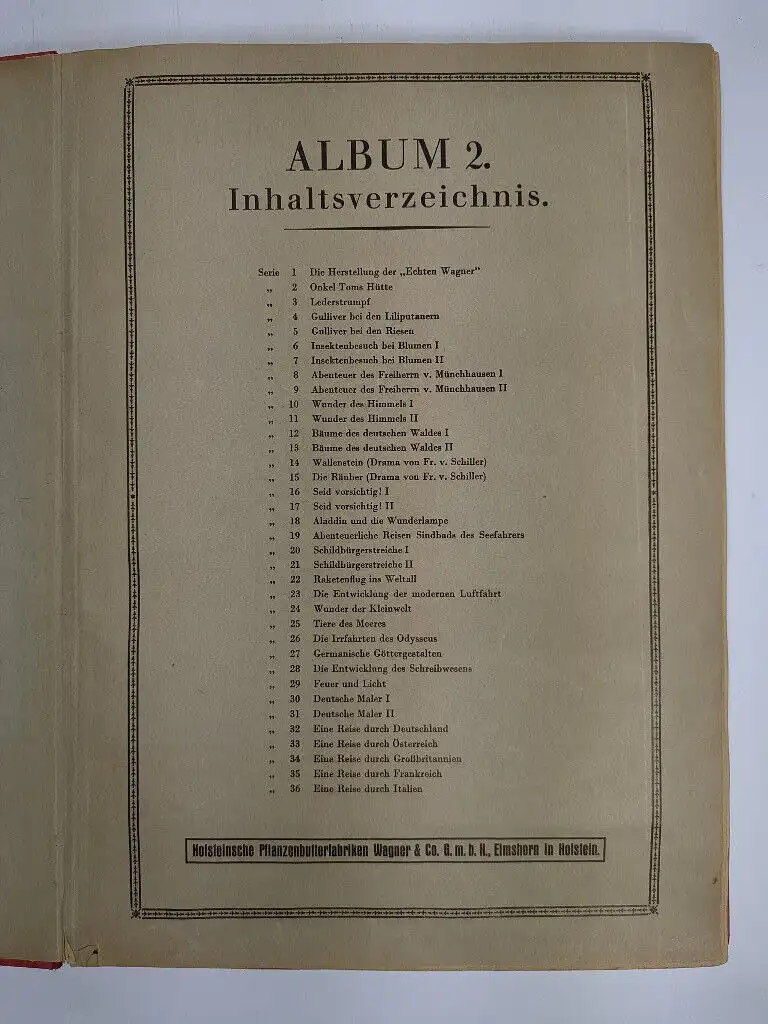 ALBUM 2.
Inhaltsverzeichnis.
Serie 1 Die Herstellung der „Echten Wagner“
„ 2 Onkel Toms Hütte
„ 3 Lederstrumpf
„ 4 Gulliver bei den Liliputanern
„ 5 Gulliver bei den Riesen
„ 6 Insektenbesuch bei Blumen I
„ 7 Insektenbesuch bei Blumen II
„ 8 Abenteuer des Freiherrn v. Münchhausen I
„ 9 Abenteuer des Freiherrn v. Münchhausen II
„ 10 Wunder des Himmels I
„ 11 Wunder des Himmels II
„ 12 Bäume des deutschen Waldes I
„ 13 Bäume des deutschen Waldes II
„ 14 Wallenstein (Drama von Fr. v. Schiller)
„ 15 Die Räuber (Drama von Fr. v. Schiller)
„ 16 Seid vorsichtig! I
„ 17 Seid vorsichtig! II
„ 18 Aladdin und die Wunderlampe
„ 19 Abenteuerliche Reisen Sindbads des Seefahrers
„ 20 Schildbürgerstreiche I
„ 21 Schildbürgerstreiche II
„ 22 Raketenflug ins Weltall
„ 23 Die Entwicklung der modernen Luftfahrt
„ 24 Wunder der Kleinwelt
„ 25 Tiere des Meeres
„ 26 Die Irrfahrten des Odysseus
„ 27 Germanische Göttergestalten
„ 28 Die Entwicklung des Schreibwesens
„ 29 Feuer und Licht
„ 30 Deutsche Maler I
„ 31 Deutsche Maler II
„ 32 Eine Reise durch Deutschland
„ 33 Eine Reise durch Österreich
„ 34 Eine Reise durch Großbritannien
„ 35 Eine Reise durch Frankreich
„ 36 Eine Reise durch Italien
Holsteinsche Pflanzenbutterfabriken Wagner & Co. G. m. b. H., Elmshorn in Holstein.